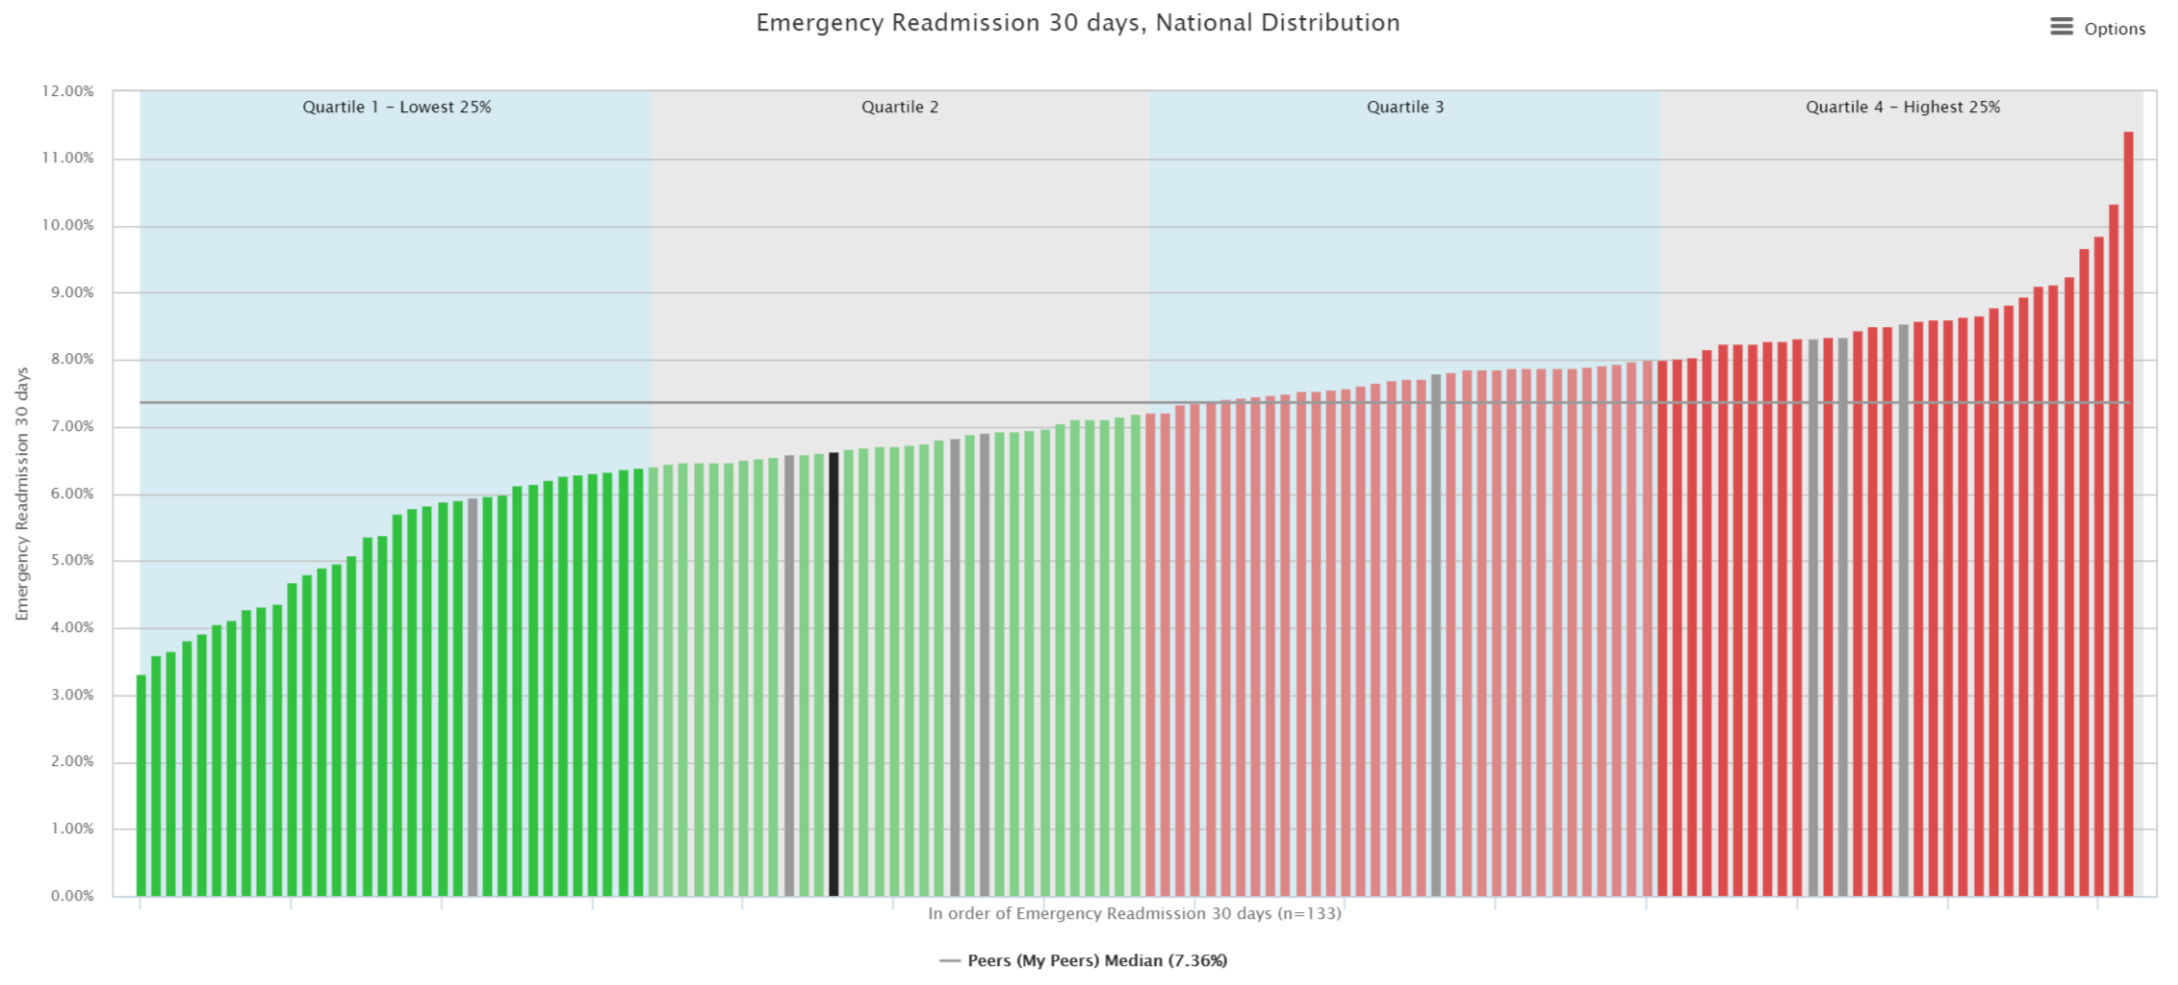 Emergency Readmission 30 days, National Distribution
Options
Quartile 1 - Lowest 25%
Quartile 2
Quartile 3
Quartile 4 - Highest 25%
12.00%
11.00%
10.00%
9.00%
8.00%
7.00%
6.00%
5.00%
4.00%
3.00%
2.00%
1.00%
0.00%
Emergency Readmission 30 days
In order of Emergency Readmission 30 days (n=133)
Peers (My Peers) Median (7.36%)